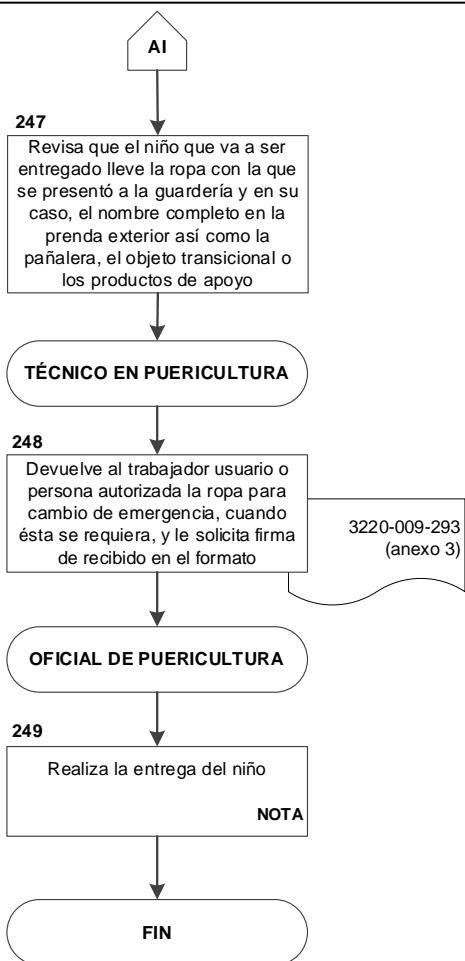 AI
247
Revisa que el niño que va a ser
entregado lleve la ropa con la que
se presentó a la guardería y en su
caso, el nombre completo en la
prenda exterior así como la
pañalera, el objeto transicional o
los productos de apoyo
TÉCNICO EN PUERICULTURA
248
Devuelve al trabajador usuario o
persona autorizada la ropa para
cambio de emergencia, cuando
ésta se requiera, y le solicita firma
de recibido en el formato
3220-009-293
(anexo 3)
OFICIAL DE PUERICULTURA
249
Realiza la entrega del niño
NOTA
FIN